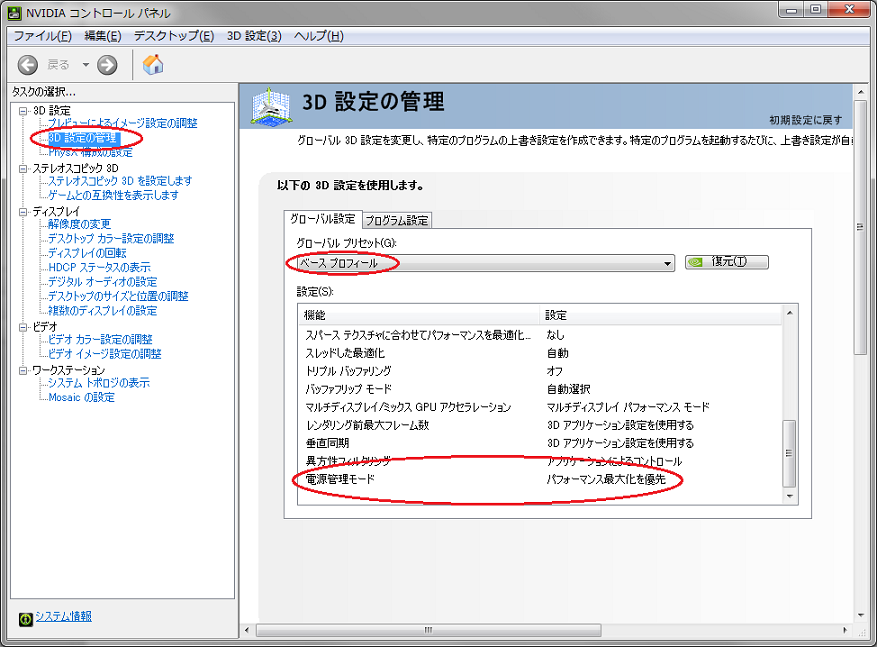 NVIDIA コントロール パネル
ファイル(F) 編集(E) デスクトップ(E) 3D 設定(3) ヘルプ(H)
戻る
タスクの選択...
3D 設定
プレビューによるイメージ設定の調整
3D 設定の管理
PhysX 構成の設定
ステレオスコピック 3D
ステレオスコピック 3D を設定します
ゲームとの互換性を表示します
ディスプレイ
解像度の変更
デスクトップ カラー設定の調整
ディスプレイの回転
HDCP ステータスの表示
デジタル オーディオの設定
デスクトップのサイズと位置の調整
複数のディスプレイの設定
ビデオ
ビデオ カラー設定の調整
ビデオ イメージ設定の調整
ワークステーション
システム トポロジの表示
Mosaic の設定
システム情報
3D 設定の管理
初期設定に戻す
グローバル 3D 設定を変更し、特定のプログラムの上書き設定を作成できます。特定のプログラムを起動するたびに、上書き設定が自
以下の 3D 設定を使用します。
グローバル設定 プログラム設定
グローバル プリセット(G):
ベース プロフィール 復元(T)
設定(S):
機能 設定
スパース テクスチャに合わせてパフォーマンスを最適化... なし
スレッドした最適化 自動
トリプル バッファリング オフ
バッファフリップ モード 自動選択
マルチディスプレイ/ミックス GPU アクセラレーション マルチディスプレイ パフォーマンス モード
レンダリング前最大フレーム数 3D アプリケーション設定を使用する
垂直同期 3D アプリケーション設定を使用する
異方性フィルタリング アプリケーションによるコントロール
電源管理モード パフォーマンス最大化を優先